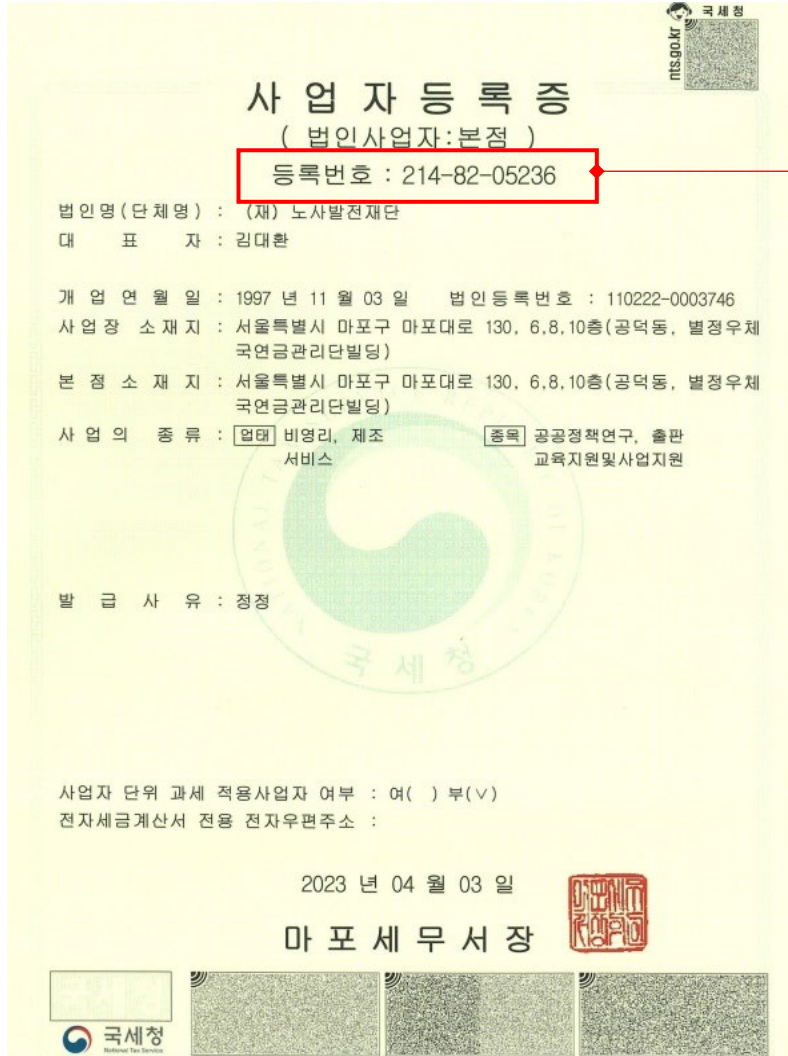 국세청
nts.go.kr
사업자등록증
( 법인사업자:본점 )
등록번호 : 214-82-05236
법인명(단체명) : (재) 노사발전재단
대 표 자 : 김대환
개 업 연 월 일 : 1997 년 11 월 03 일 법인등록번호 : 110222-0003746
사업장 소재지 : 서울특별시 마포구 마포대로 130, 6,8,10층(공덕동, 별정우체
국연금관리단빌딩)
본 점 소 재 지 : 서울특별시 마포구 마포대로 130, 6,8,10층(공덕동, 별정우체
국연금관리단빌딩)
사 업 의 종 류 : 업태 비영리, 제조 종목 공공정책연구, 출판
서비스 교육지원및사업지원
발 급 사 유 : 정정
국세청
사업자 단위 과세 적용사업자 여부 : 여( ) 부(∨)
전자세금계산서 전용 전자우편주소 :
2023 년 04 월 03 일
마포세무서장
국세청
National Tax Service